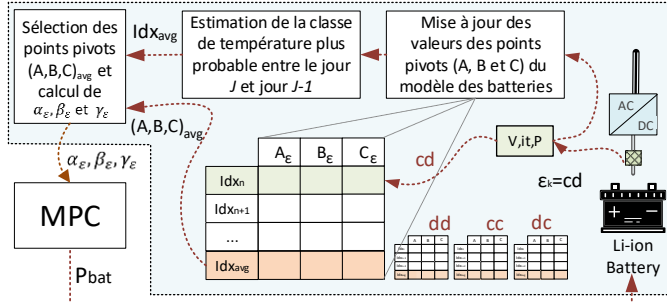 Sélection des
points pivots
(A,B,C)avg et
calcul de
αε, βε et γε
Idxavg
Estimation de la classe
de température plus
probable entre le jour
J et jour J-1
Mise à jour des
valeurs des points
pivots (A, B et C) du
modèle des batteries
AC
DC
(A,B,C)avg
αε, βε, γε
MPC
Pbat
Aε Bε Cε
Idxn
Idxn+1
...
Idxavg
cd
V,it,P
εk=cd
dd cc dc
A B C
A B C
A B C
Li-ion
Battery